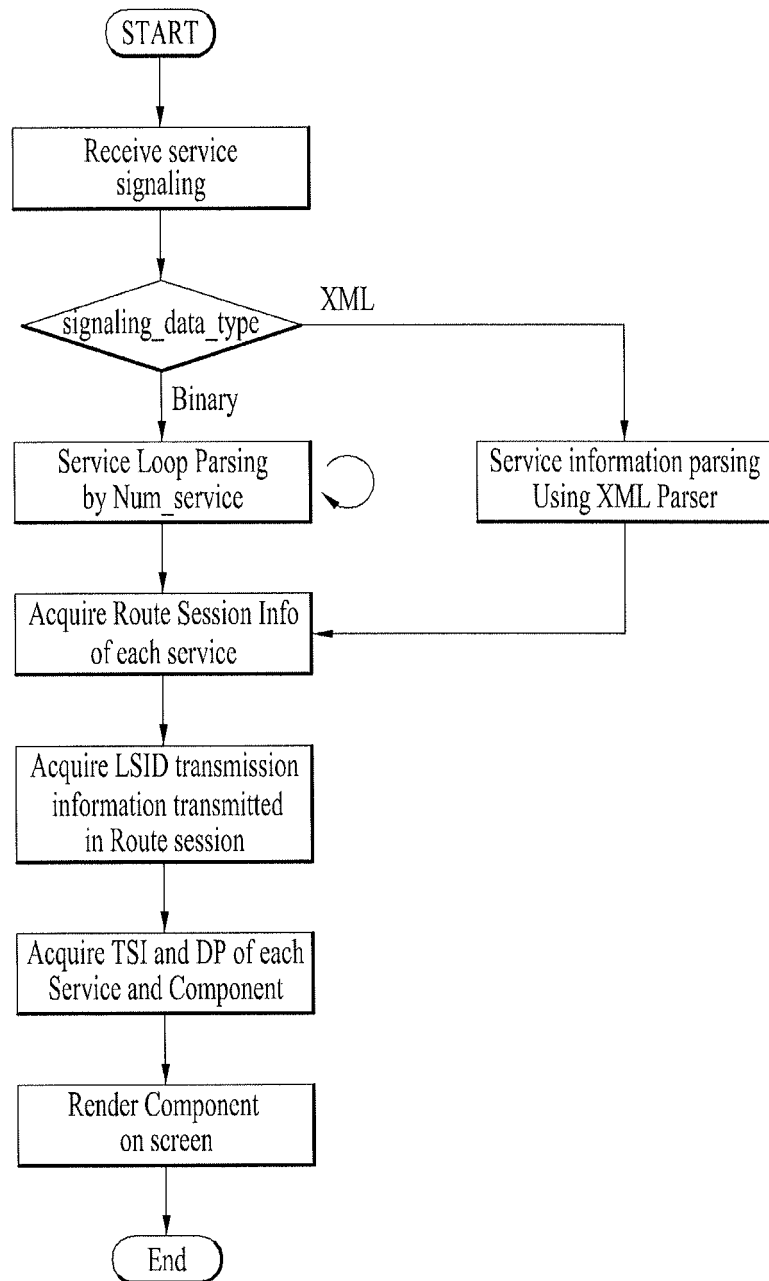 START
Receive service
signaling
signaling_data_type
XML
Binary
Service Loop Parsing
by Num_service
Service information parsing
Using XML Parser
Acquire Route Session Info
of each service
Acquire LSID transmission
information transmitted
in Route session
Acquire TSI and DP of each
Service and Component
Render Component
on screen
End